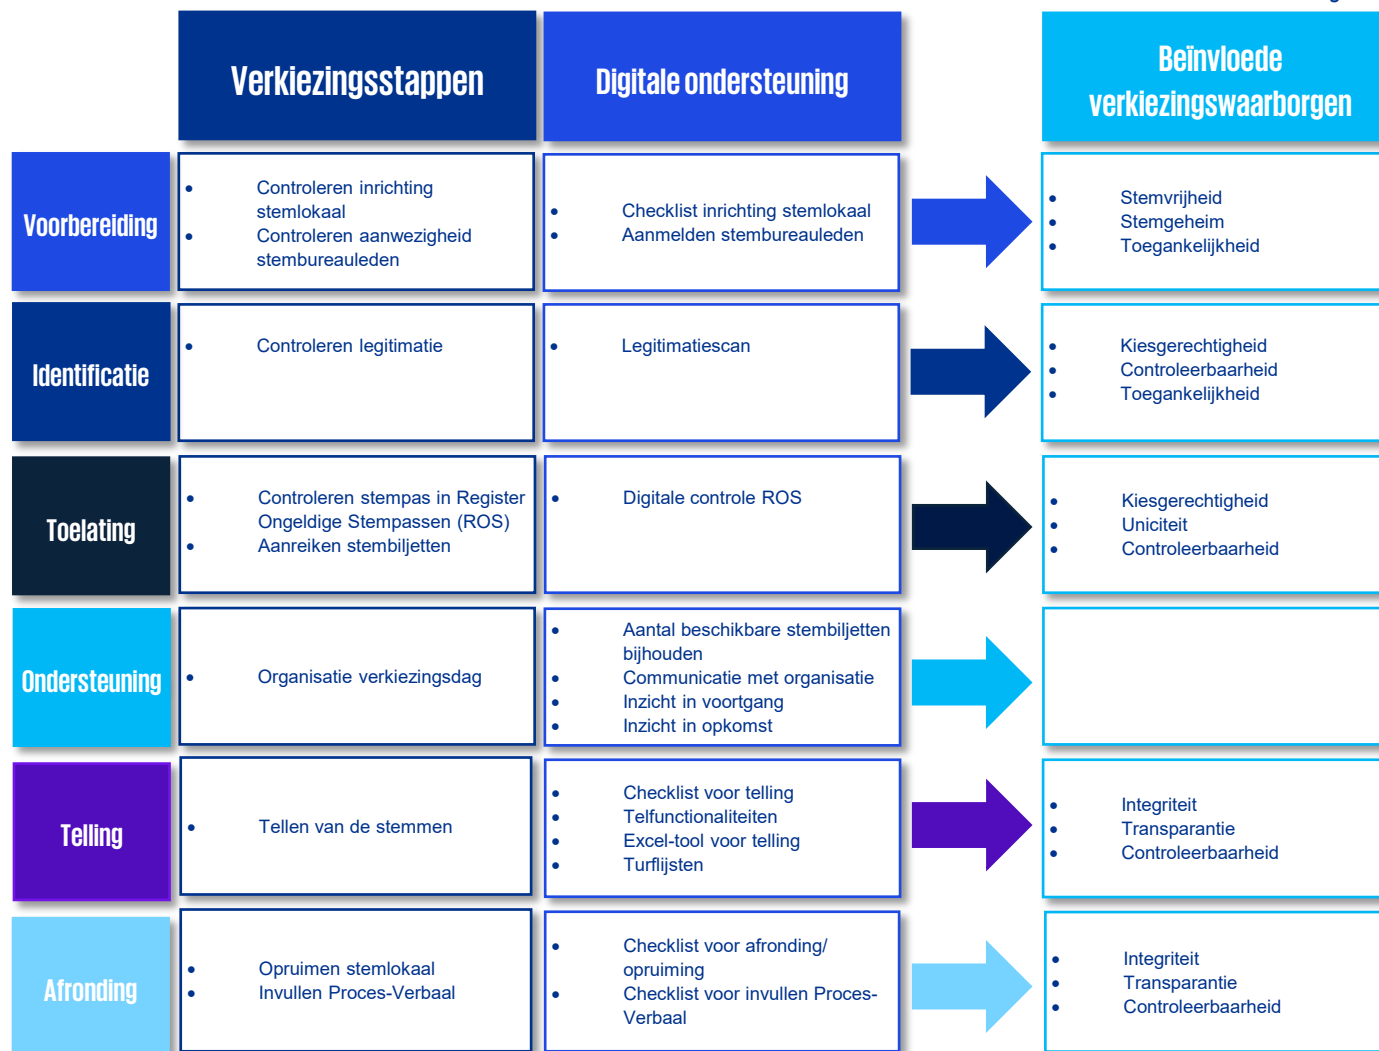 Verkiezingsstappen
Digitale ondersteuning
Beïnvloede
verkiezingswaarborgen
Voorbereiding
• Controleren inrichting
stemlokaal
• Controleren aanwezigheid
stembureauleden
• Checklist inrichting stemlokaal
• Aanmelden stembureauleden
• Stemvrijheid
• Stemgeheim
• Toegankelijkheid
Identificatie
• Controleren legitimatie
• Legitimatiescan
• Kiesgerechtigheid
• Controleerbaarheid
• Toegankelijkheid
Toelating
• Controleren stempas in Register
Ongeldige Stempassen (ROS)
• Aanreiken stembiljetten
• Digitale controle ROS
• Kiesgerechtigheid
• Uniciteit
• Controleerbaarheid
Ondersteuning
• Organisatie verkiezingsdag
• Aantal beschikbare stembiljetten
bijhouden
• Communicatie met organisatie
• Inzicht in voortgang
• Inzicht in opkomst
Telling
• Tellen van de stemmen
• Checklist voor telling
• Telfunctionaliteiten
• Excel-tool voor telling
• Turflijsten
• Integriteit
• Transparantie
• Controleerbaarheid
Afronding
• Opruimen stemlokaal
• Invullen Proces-Verbaal
• Checklist voor afronding/
opruiming
• Checklist voor invullen Proces-
Verbaal
• Integriteit
• Transparantie
• Controleerbaarheid